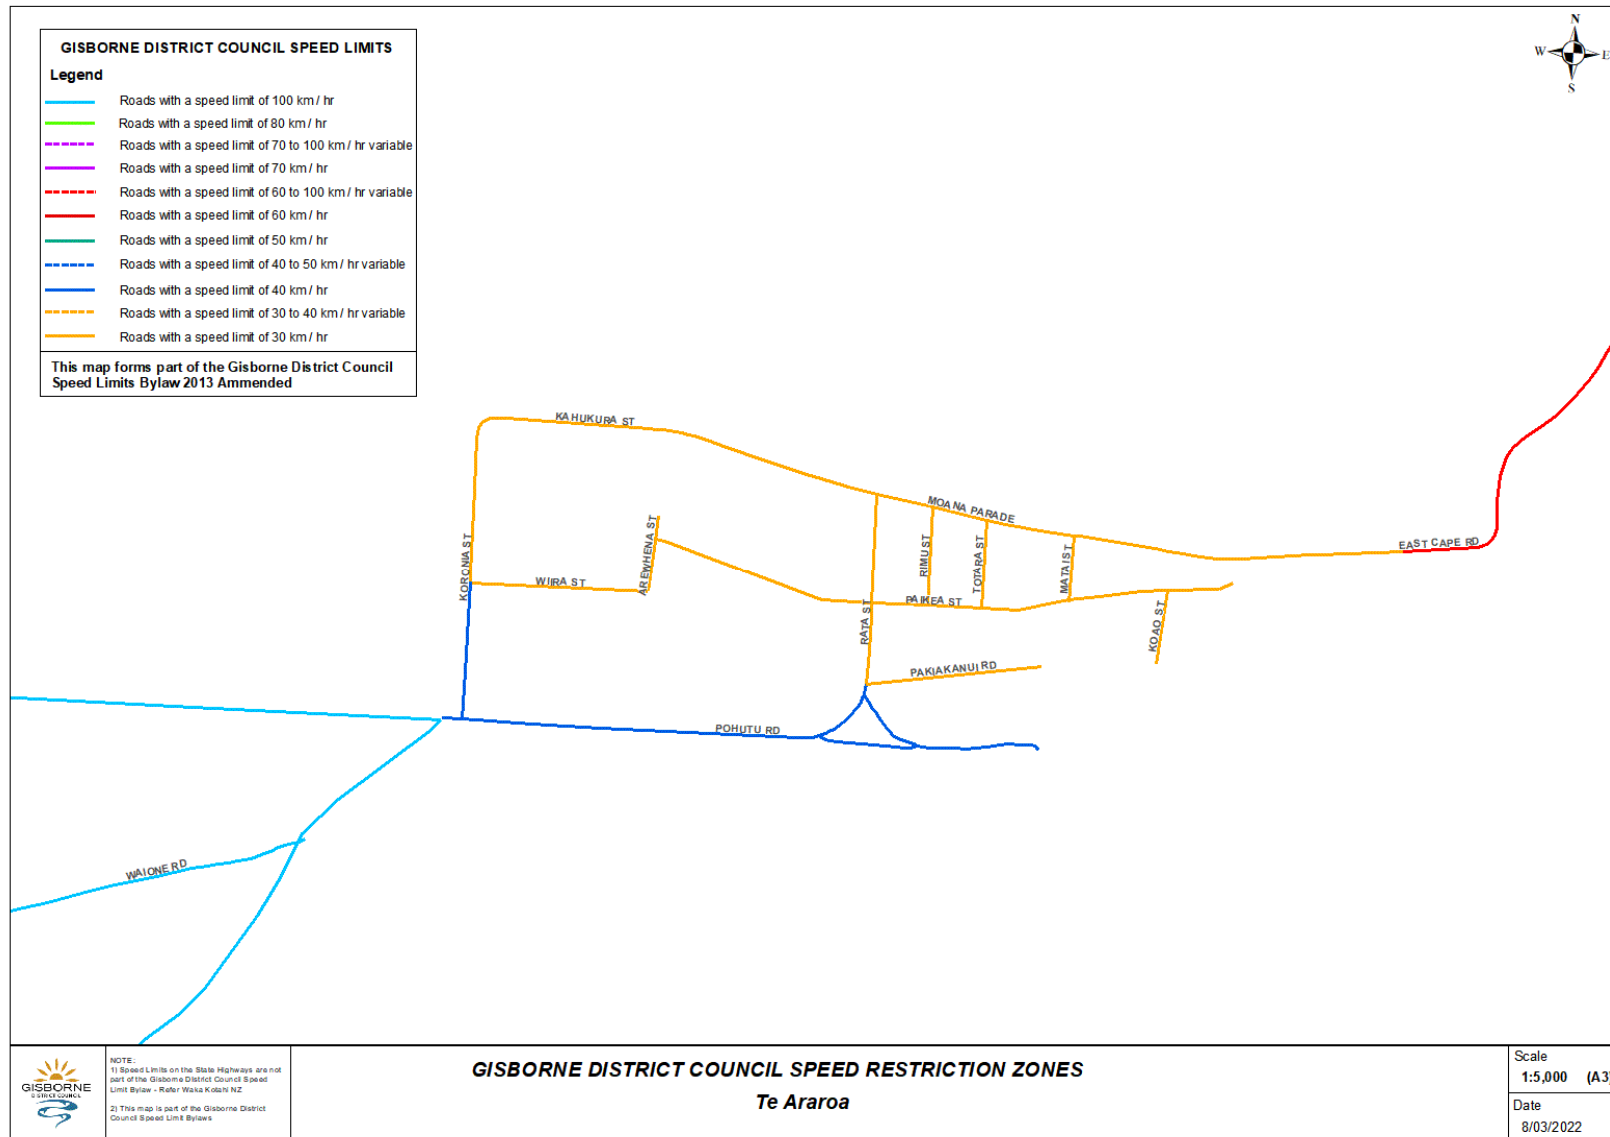 GISBORNE DISTRICT COUNCIL SPEED LIMITS
Legend
Roads with a speed limit of 100 km / hr
Roads with a speed limit of 80 km / hr
Roads with a speed limit of 70 to 100 km / hr variable
Roads with a speed limit of 70 km / hr
Roads with a speed limit of 60 to 100 km / hr variable
Roads with a speed limit of 60 km / hr
Roads with a speed limit of 50 km / hr
Roads with a speed limit of 40 to 50 km / hr variable
Roads with a speed limit of 40 km / hr
Roads with a speed limit of 30 to 40 km / hr variable
Roads with a speed limit of 30 km / hr
This map forms part of the Gisborne District Council
Speed Limits Bylaw 2013 Ammended
N
W
E
S
KAHUKURA ST
MOANA PARADE
EAST CAPE RD
KORONIA ST
WIRA ST
AREWHENA ST
RIMU ST
TOTARA ST
MATAI ST
PAIKEA ST
RATA ST
KOAO ST
PAKIAKANUI RD
POHUTU RD
WAIONE RD
GISBORNE
DISTRICT COUNCIL
NOTE:
1) Speed Limits on the State Highways are not
part of the Gisborne District Council Speed
Limit Bylaw - Refer Waka Kotahi NZ
2) This map is part of the Gisborne District
Council Speed Limit Bylaws
GISBORNE DISTRICT COUNCIL SPEED RESTRICTION ZONES
Te Araroa
Scale
1:5,000 (A3)
Date
8/03/2022